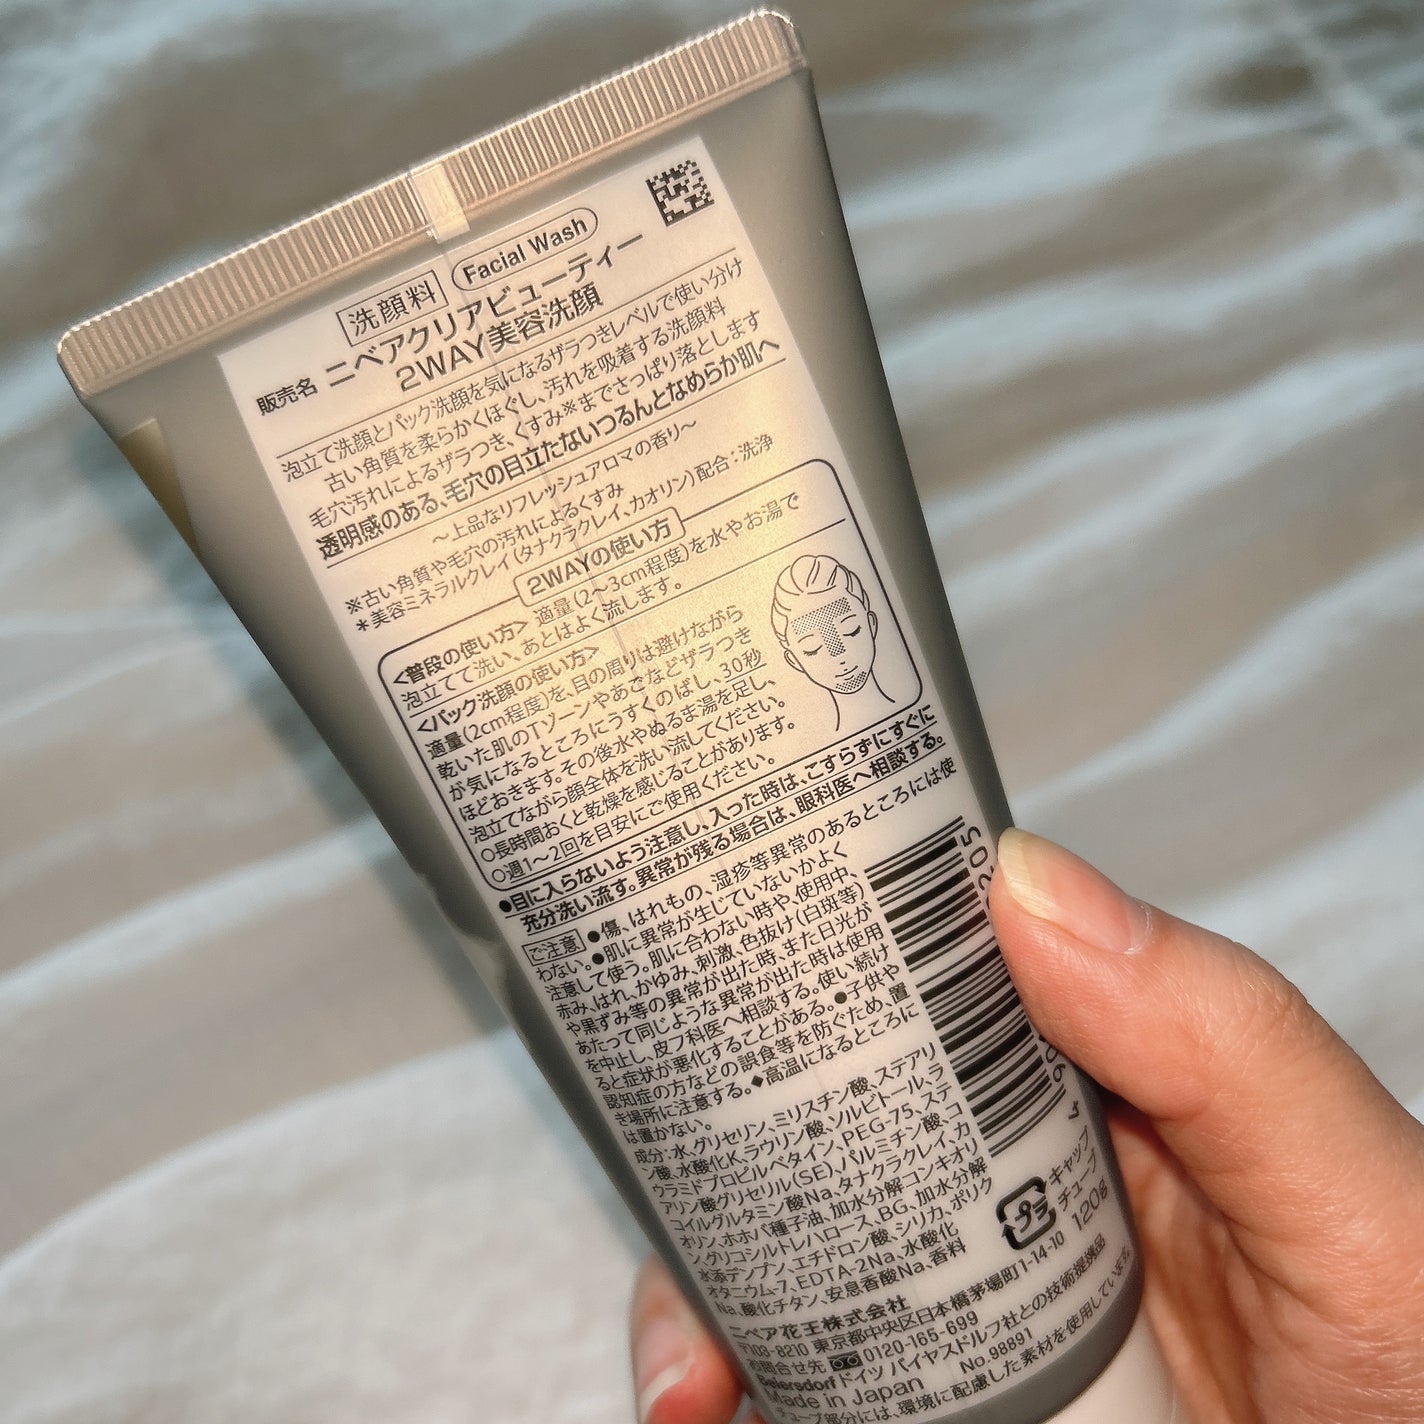 洗顔料 Facial Wash
販売名 ニベアクリアビューティー
2WAY美容洗顔
泡立て洗顔とパック洗顔を気になるザラつきレベルで使い分け
古い角質を柔らかくほぐし、汚れを吸着する洗顔料
毛穴汚れによるザラつき、くすみ※までさっぱり落とします
透明感のある、毛穴の目立たないつるんとなめらか肌へ
〜上品なリフレッシュアロマの香り〜
※古い角質や毛穴の汚れによるくすみ
*美容ミネラルクレイ(タナクラクレイ、カオリン)配合:洗浄
2WAYの使い方
<普段の使い方> 適量(2〜3cm程度)を水やお湯で
泡立てて洗い、あとはよく流します。
<パック洗顔の使い方>
適量(2cm程度)を、目の周りは避けながら
乾いた肌のTゾーンやあごなどザラつき
が気になるところにうすくのばし、30秒
ほどおきます。その後水やぬるま湯を足し、
泡立てながら顔全体を洗い流してください。
○長時間おくと乾燥を感じることがあります。
○週1〜2回を目安にご使用ください。
●目に入らないよう注意し、入った時は、こすらずにすぐに
充分洗い流す。異常が残る場合は、眼科医へ相談する。
ご注意 ●傷、はれもの、湿疹等異常のあるところには使
わない。●肌に異常が生じていないかよく
注意して使う。肌に合わない時や、使用中、
赤み、はれ、かゆみ、刺激、色抜け(白斑等)
や黒ずみ等の異常が出た時、また日光が
あたって同じような異常が出た時は使用
を中止し、皮フ科医へ相談する。使い続け
ると症状が悪化することがある。●子供や
認知症の方などの誤食等を防ぐため、置
き場所に注意する。◆高温になるところに
は置かない。
成分:水、グリセリン、ミリスチン酸、ステアリ
ン酸、水酸化K、ラウリン酸、ソルビトール、ラ
ウラミドプロピルベタイン、PEG-75、ステ
アリン酸グリセリル(SE)、パルミチン酸、コ
コイルグルタミン酸Na、タナクラクレイ、カ
オリン、ホホバ種子油、加水分解コンキオリ
ン、グリコシルトレハロース、BG、加水分解
水添デンプン、エチドロン酸、シリカ、ポリク
オタニウム-7、EDTA-2Na、水酸化
Na、酸化チタン、安息香酸Na、香料
キャップ
チューブ
120g
ニベア花王株式会社
〒103-8210 東京都中央区日本橋茅場町1-14-10
お問合せ先 0120-165-699
Beiersdorf ドイツ バイヤスドルフ社との技術提携品
Made in Japan No.98891
チューブ部分には、環境に配慮した素材を使用しています。